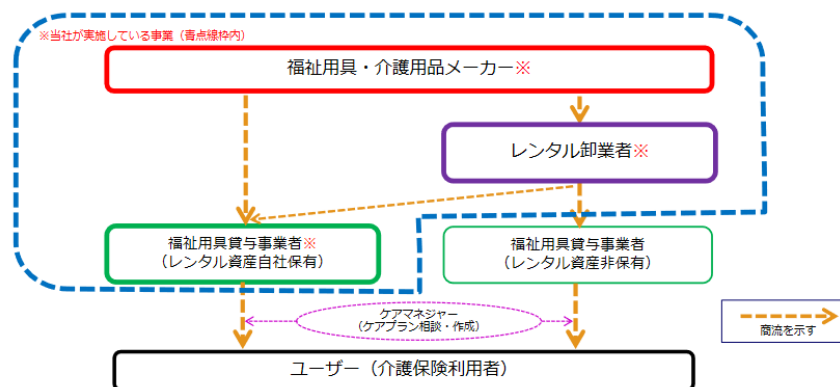 ※当社が実施している事業（青点線枠内）
福祉用具・介護用品メーカー※
レンタル卸業者※
福祉用具貸与事業者※
（レンタル資産自社保有）
福祉用具貸与事業者
（レンタル資産非保有）
ケアマネジャー
（ケアプラン相談・作成）
商流を示す
ユーザー（介護保険利用者）